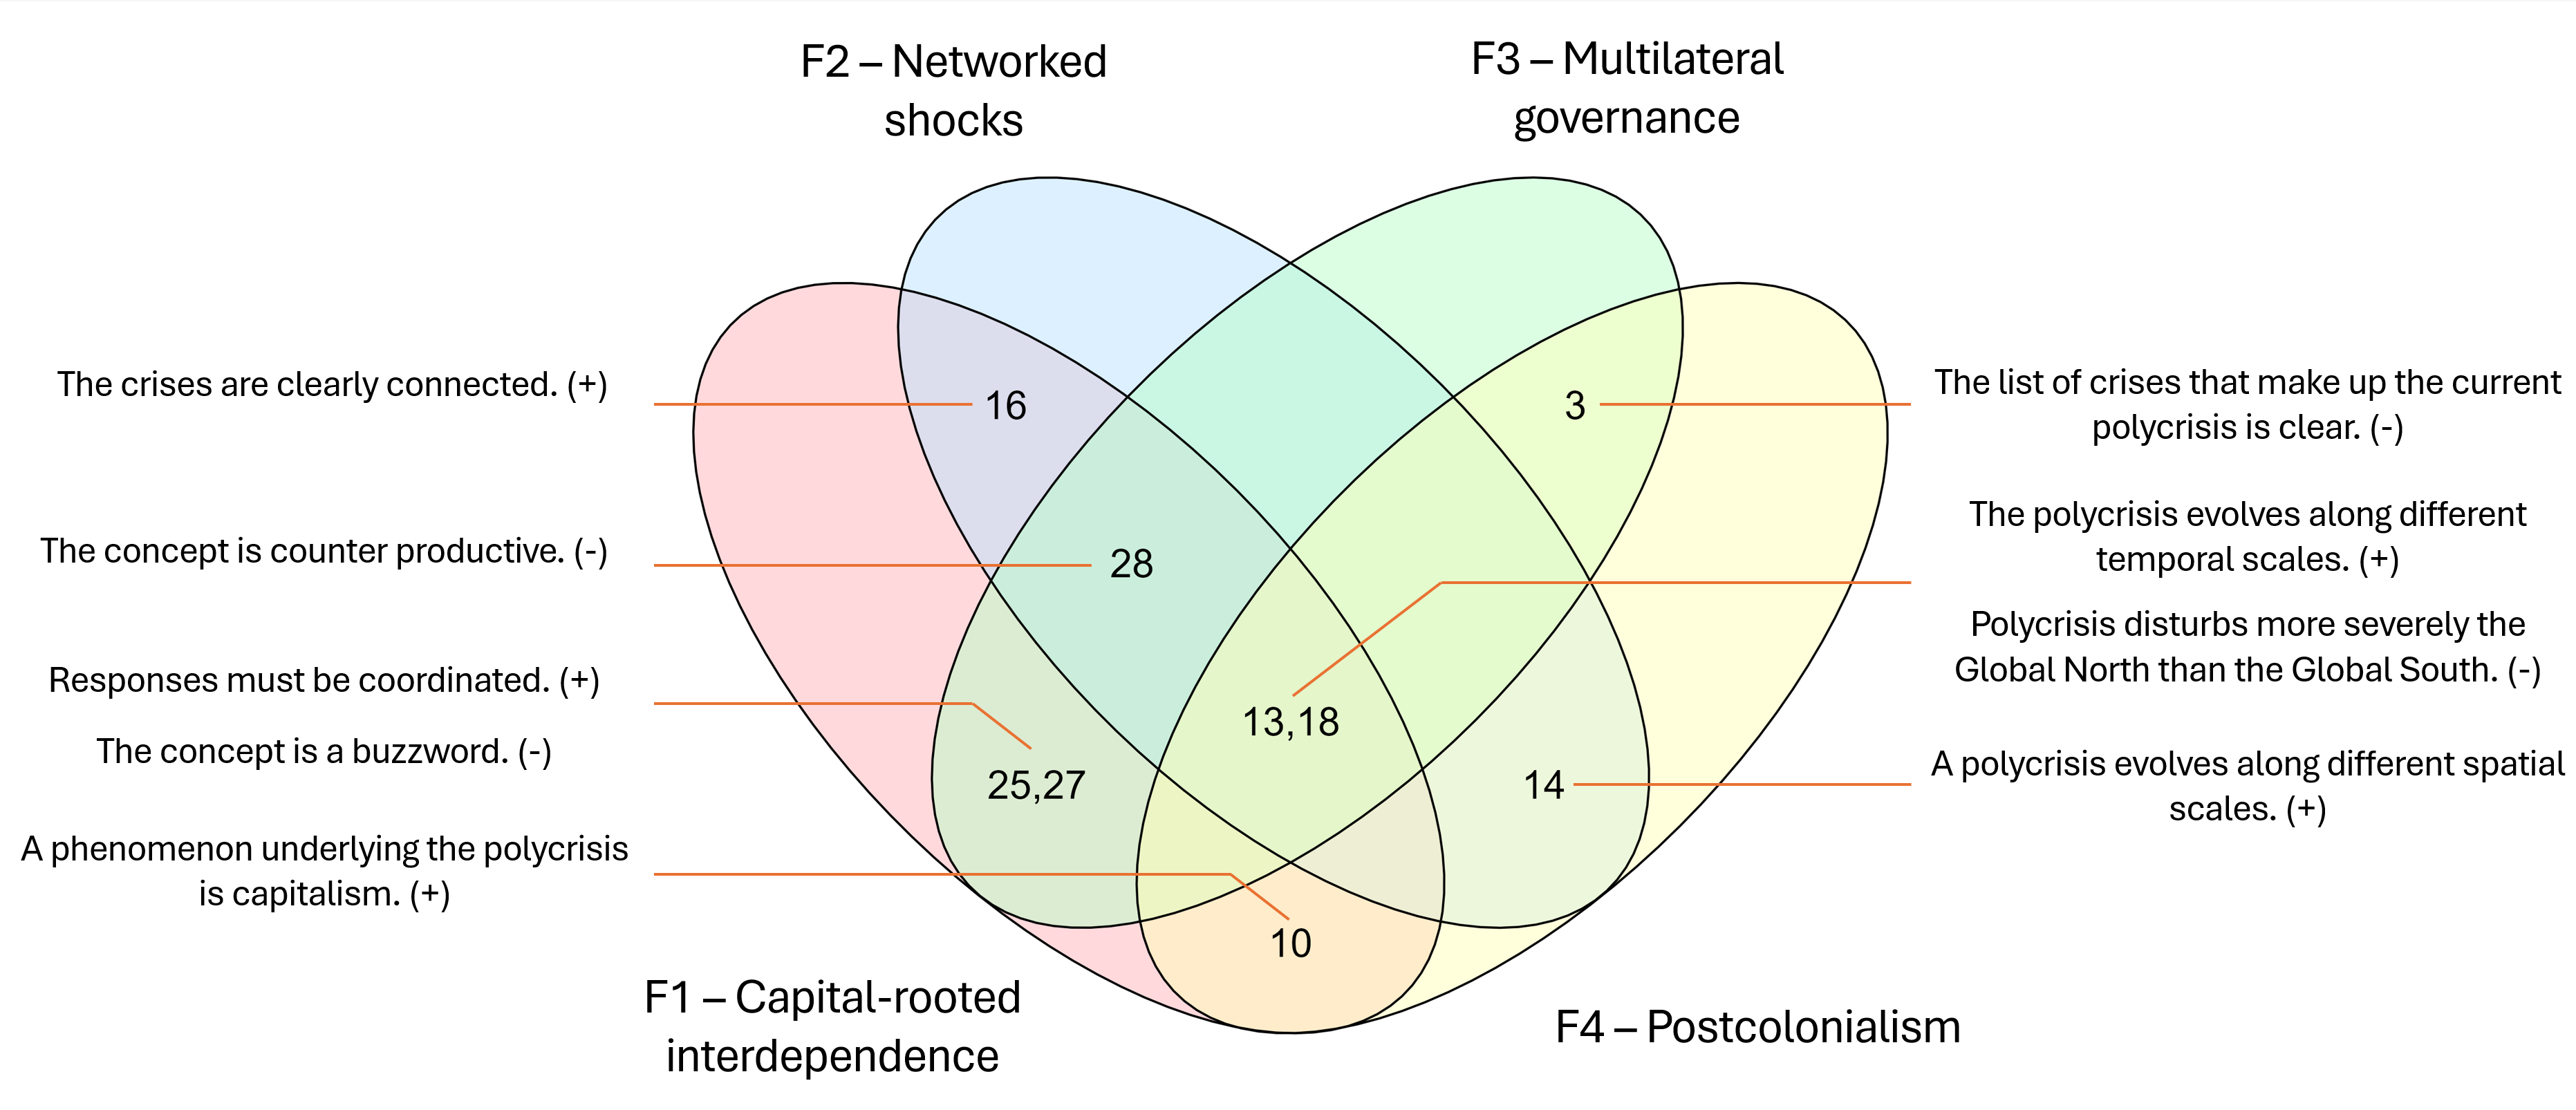 F2 – Networked
shocks
F3 – Multilateral
governance
The crises are clearly connected. (+)
The concept is counter productive. (-)
Responses must be coordinated. (+)
The concept is a buzzword. (-)
A phenomenon underlying the polycrisis
is capitalism. (+)
16
3
28
13,18
25,27
14
10
The list of crises that make up the current
polycrisis is clear. (-)
The polycrisis evolves along different
temporal scales. (+)
Polycrisis disturbs more severely the
Global North than the Global South. (-)
A polycrisis evolves along different spatial
scales. (+)
F1 – Capital-rooted
interdependence
F4 – Postcolonialism